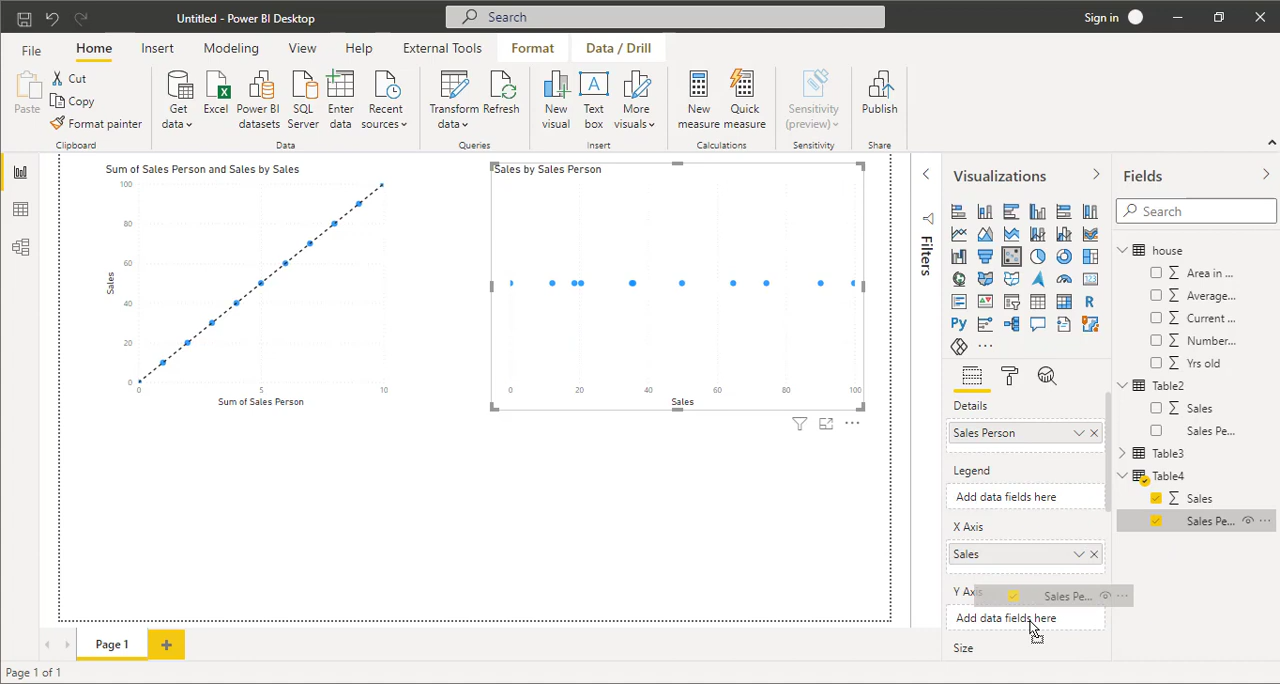 Untitled - Power BI Desktop
Search
Sign in
File
Home
Insert
Modeling
View
Help
External Tools
Format
Data / Drill
Paste
Cut
Copy
Format painter
Clipboard
Get data
Excel
Power BI datasets
SQL Server
Enter data
Recent sources
Data
Transform data
Refresh
Queries
New visual
Text box
More visuals
Insert
New measure
Quick measure
Calculations
Sensitivity (preview)
Sensitivity
Publish
Share
Sum of Sales Person and Sales by Sales
100
80
60
40
20
0
Sales
0
5
10
Sum of Sales Person
Sales by Sales Person
0
20
40
60
80
100
Sales
Filters
Visualizations
R
Py
Details
Sales Person
Legend
Add data fields here
X Axis
Sales
Y Axis
Sales Pe...
Add data fields here
Size
Fields
Search
house
Area in ...
Average...
Current ...
Number...
Yrs old
Table2
Sales
Sales Pe...
Table3
Table4
Sales
Sales Pe...
Page 1
Page 1 of 1